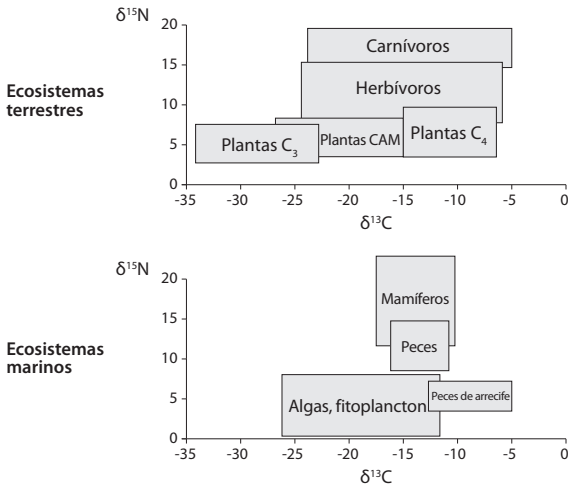 δ¹⁵N
20
15
10
5
0
Ecosistemas
terrestres
Carnívoros
Herbívoros
Plantas C₃
Plantas CAM
Plantas C₄
-35 -30 -25 -20 -15 -10 -5 0
δ¹³C
δ¹⁵N
20
15
10
5
0
Ecosistemas
marinos
Mamíferos
Peces
Algas, fitoplancton
Peces de arrecife
-35 -30 -25 -20 -15 -10 -5 0
δ¹³C